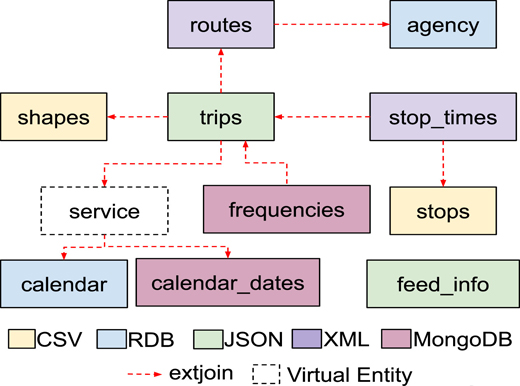 routes agency
shapes trips stop_times
service frequencies stops
calendar calendar_dates feed_info
CSV RDB JSON XML MongoDB
extjoin Virtual Entity